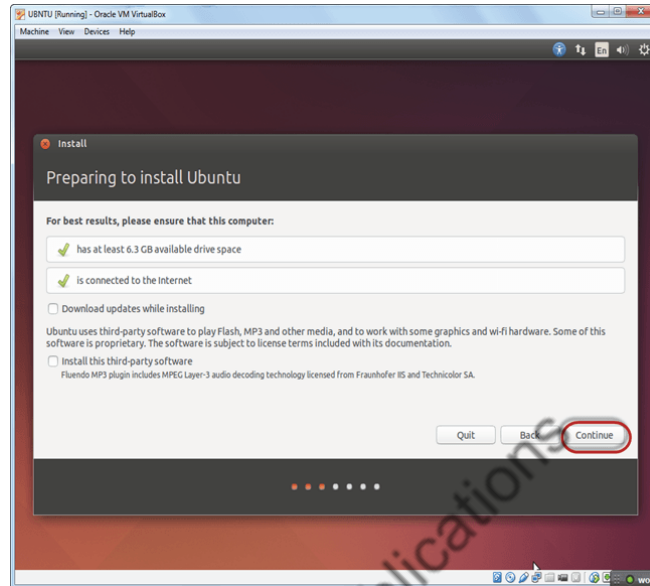 UBNTU [Running] - Oracle VM VirtualBox
Machine View Devices Help
En
Install
Preparing to install Ubuntu
For best results, please ensure that this computer:
has at least 6.3 GB available drive space
is connected to the Internet
Download updates while installing
Ubuntu uses third-party software to play Flash, MP3 and other media, and to work with some graphics and wi-fi hardware. Some of this
software is proprietary. The software is subject to license terms included with its documentation.
Install this third-party software
Fluendo MP3 plugin includes MPEG Layer-3 audio decoding technology licensed from Fraunhofer IIS and Technicolor SA.
Quit Back Continue